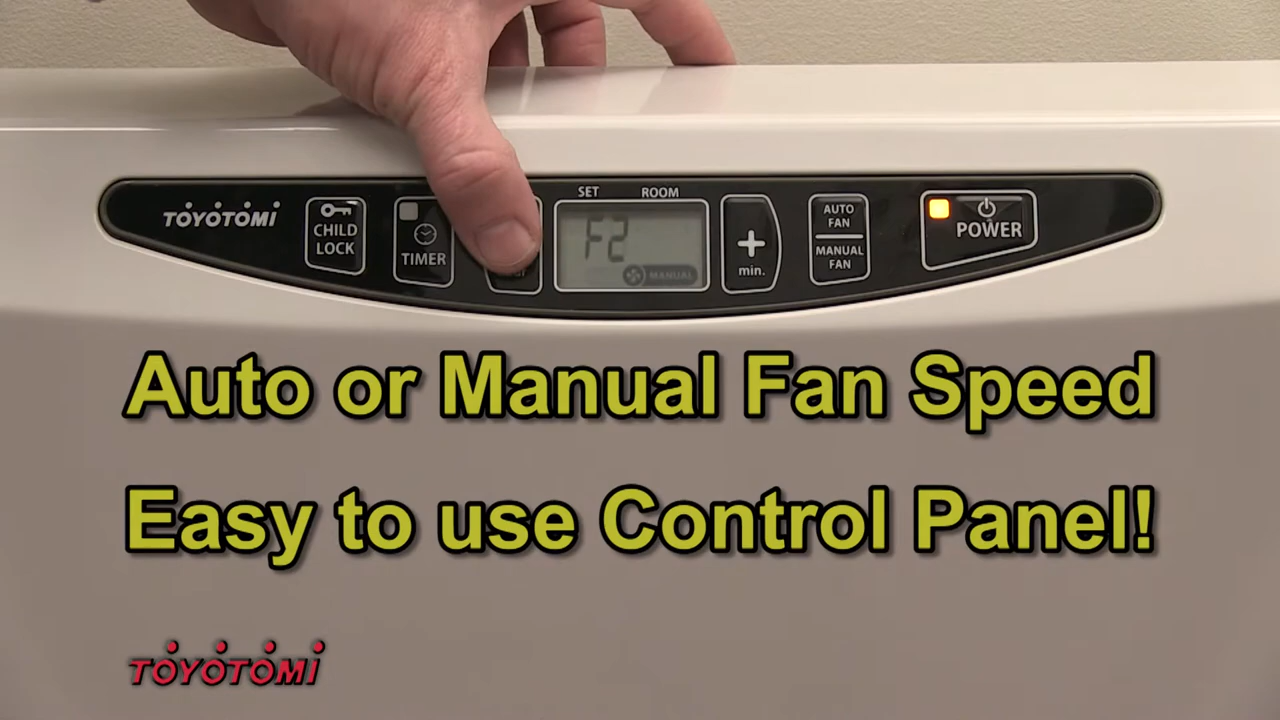 SET ROOM
TOYOTOMI
CHILD
LOCK
TIMER
F2
MANUAL
+
min.
AUTO
FAN
MANUAL
FAN
POWER
Auto or Manual Fan Speed
Easy to use Control Panel!
TOYOTOMI